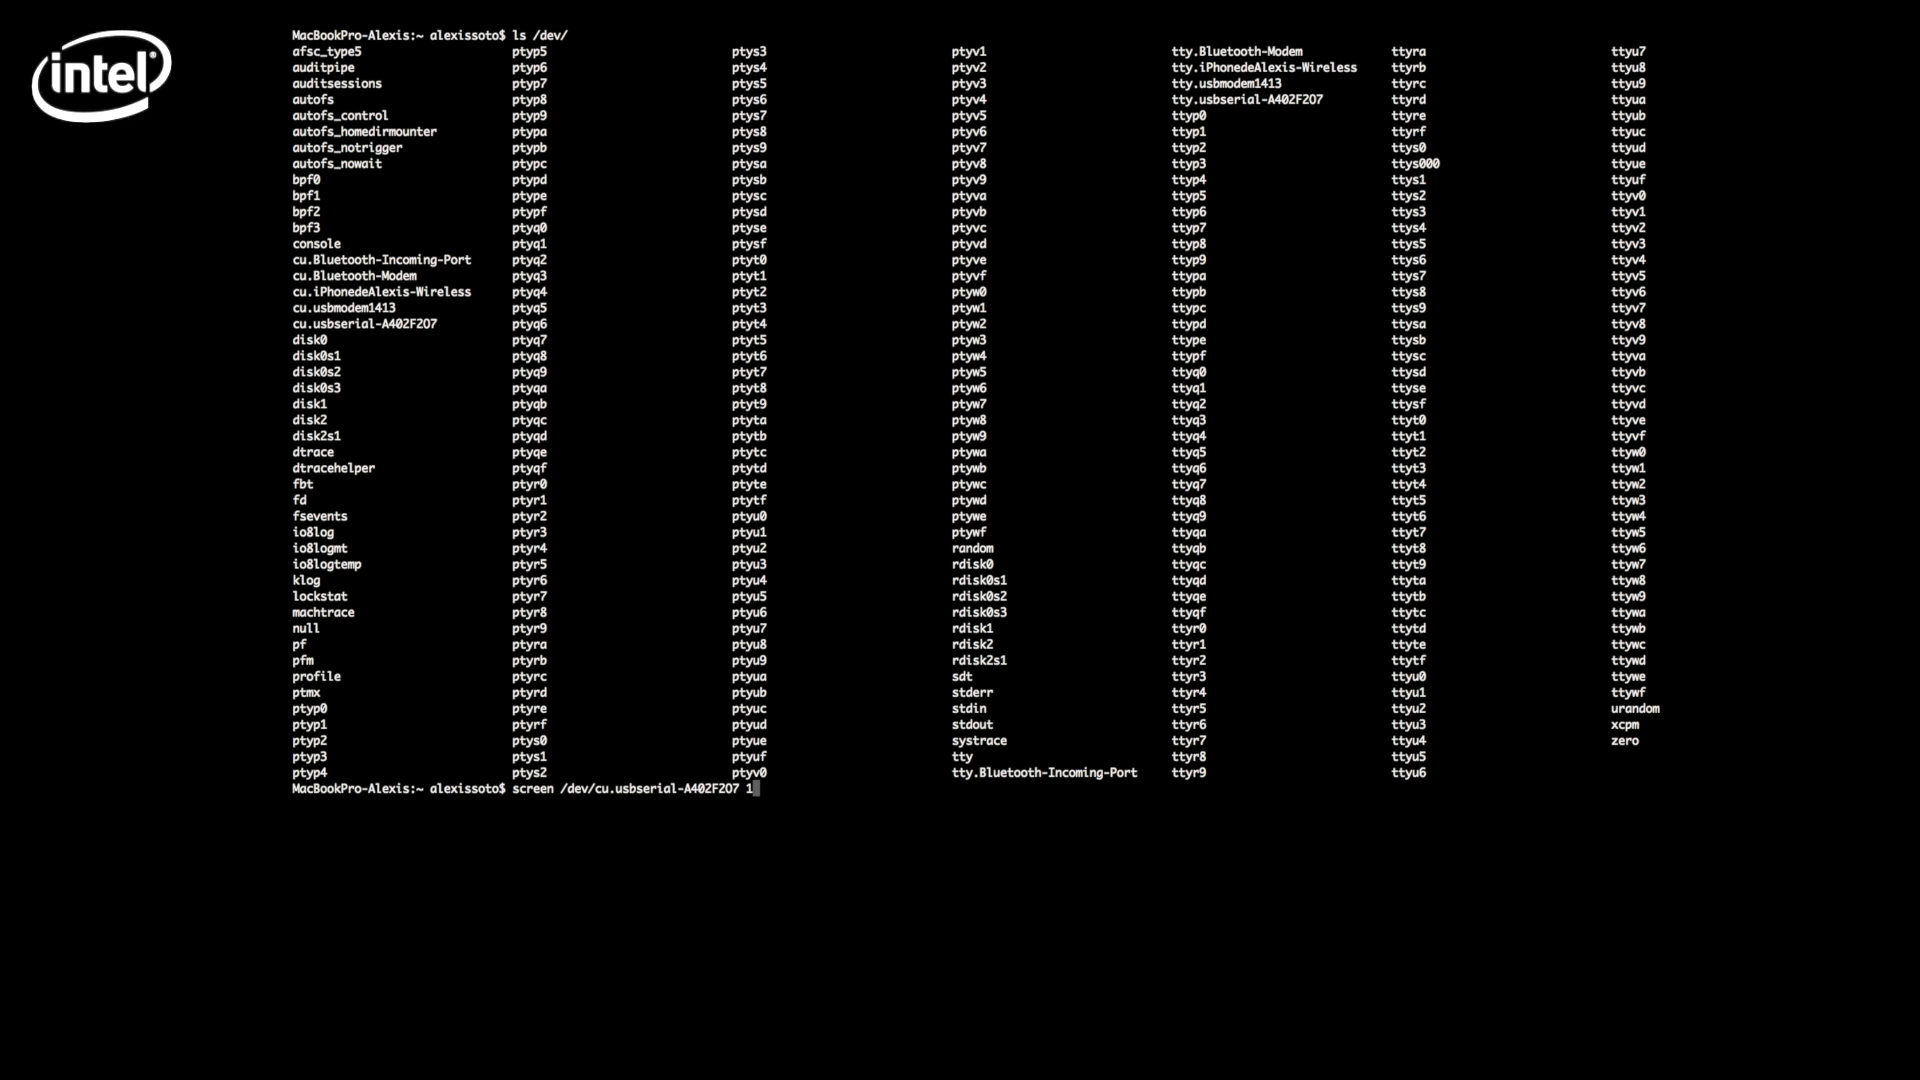 intel®
MacBookPro-Alexis:~ alexissoto$ ls /dev/
afsc_type5 ptyp5 ptys3 ptyv1 tty.Bluetooth-Modem ttyra ttyu7
auditpipe ptyp6 ptys4 ptyv2 tty.iPhonedeAlexis-Wireless ttyrb ttyu8
auditsessions ptyp7 ptys5 ptyv3 tty.usbmodem1413 ttyrc ttyu9
autofs ptyp8 ptys6 ptyv4 tty.usbserial-A402F2O7 ttyrd ttyua
autofs_control ptyp9 ptys7 ptyv5 ttyp0 ttyre ttyub
autofs_homedirmounter ptypa ptys8 ptyv6 ttyp1 ttyrf ttyuc
autofs_notrigger ptypb ptys9 ptyv7 ttyp2 ttys0 ttyud
autofs_nowait ptypc ptysa ptyv8 ttyp3 ttys000 ttyue
bpf0 ptypd ptysb ptyv9 ttyp4 ttys1 ttyuf
bpf1 ptype ptysc ptyva ttyp5 ttys2 ttyv0
bpf2 ptypf ptysd ptyvb ttyp6 ttys3 ttyv1
bpf3 ptyq0 ptyse ptyvc ttyp7 ttys4 ttyv2
console ptyq1 ptysf ptyvd ttyp8 ttys5 ttyv3
cu.Bluetooth-Incoming-Port ptyq2 ptyt0 ptyve ttyp9 ttys6 ttyv4
cu.Bluetooth-Modem ptyq3 ptyt1 ptyvf ttypa ttys7 ttyv5
cu.iPhonedeAlexis-Wireless ptyq4 ptyt2 ptyw0 ttypb ttys8 ttyv6
cu.usbmodem1413 ptyq5 ptyt3 ptyw1 ttypc ttys9 ttyv7
cu.usbserial-A402F2O7 ptyq6 ptyt4 ptyw2 ttypd ttysa ttyv8
disk0 ptyq7 ptyt5 ptyw3 ttype ttysb ttyv9
disk0s1 ptyq8 ptyt6 ptyw4 ttypf ttysc ttyva
disk0s2 ptyq9 ptyt7 ptyw5 ttyq0 ttysd ttyvb
disk0s3 ptyqa ptyt8 ptyw6 ttyq1 ttyse ttyvc
disk1 ptyqb ptyt9 ptyw7 ttyq2 ttysf ttyvd
disk2 ptyqc ptyta ptyw8 ttyq3 ttyt0 ttyve
disk2s1 ptyqd ptytb ptyw9 ttyq4 ttyt1 ttyvf
dtrace ptyqe ptytc ptywa ttyq5 ttyt2 ttyw0
dtracehelper ptyqf ptytd ptywb ttyq6 ttyt3 ttyw1
fbt ptyr0 ptyte ptywc ttyq7 ttyt4 ttyw2
fd ptyr1 ptytf ptywd ttyq8 ttyt5 ttyw3
fsevents ptyr2 ptyu0 ptywe ttyq9 ttyt6 ttyw4
io8log ptyr3 ptyu1 ptywf ttyqa ttyt7 ttyw5
io8logmt ptyr4 ptyu2 random ttyqb ttyt8 ttyw6
io8logtemp ptyr5 ptyu3 rdisk0 ttyqc ttyt9 ttyw7
klog ptyr6 ptyu4 rdisk0s1 ttyqd ttyta ttyw8
lockstat ptyr7 ptyu5 rdisk0s2 ttyqe ttytb ttyw9
machtrace ptyr8 ptyu6 rdisk0s3 ttyqf ttytc ttywa
null ptyr9 ptyu7 rdisk1 ttyr0 ttytd ttywb
pf ptyra ptyu8 rdisk2 ttyr1 ttyte ttywc
pfm ptyrb ptyu9 rdisk2s1 ttyr2 ttytf ttywd
profile ptyrc ptyua sdt ttyr3 ttyu0 ttywe
ptmx ptyrd ptyub stderr ttyr4 ttyu1 ttywf
ptyp0 ptyre ptyuc stdin ttyr5 ttyu2 urandom
ptyp1 ptyrf ptyud stdout ttyr6 ttyu3 xcpm
ptyp2 ptys0 ptyue systrace ttyr7 ttyu4 zero
ptyp3 ptys1 ptyuf tty ttyr8 ttyu5
ptyp4 ptys2 ptyv0 tty.Bluetooth-Incoming-Port ttyr9 ttyu6
MacBookPro-Alexis:~ alexissoto$ screen /dev/cu.usbserial-A402F2O7 1